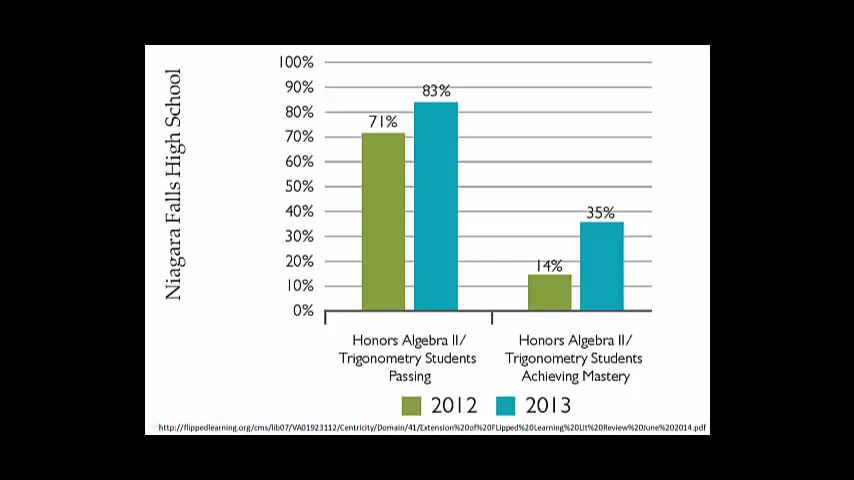 Niagara Falls High School
100%
90%
80%
70%
60%
50%
40%
30%
20%
10%
0%
71%
83%
14%
35%
Honors Algebra II/
Trigonometry Students
Passing
Honors Algebra II/
Trigonometry Students
Achieving Mastery
2012 2013
http://flippedlearning.org/cms/lib07/VA01923112/Centricity/Domain/41/Extension%20of%20FLipped%20Learning%20LIt%20Review%20June%202014.pdf